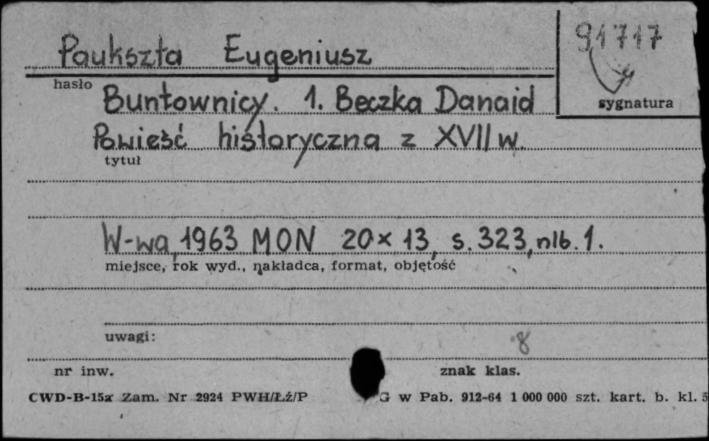 Paukszta Eugeniusz
91717
hasło
sygnatura
Buntownicy. 1. Beczka Danaid
Powieść historyczna z XVII w.
tytuł
W-wa, 1963 MON 20 x 13, s. 323, nlb. 1.
miejsce, rok wyd., nakładca, format, objętość
uwagi:
8
nr inw.
znak klas.
CWD-B-15a Zam. Nr 2924 PWH/Łź/P G w Pab. 912-64 1 000 000 szt. kart. b. kl. 5